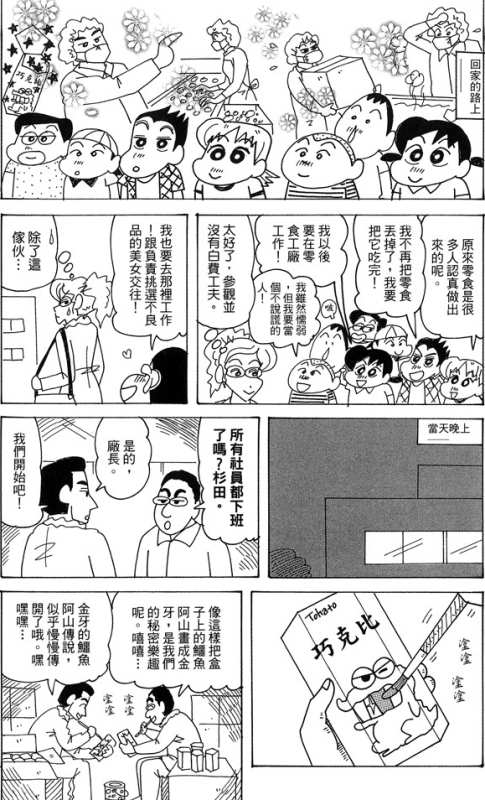 回家的路上
巧克比
原來零食是很
多人認真做出
來的呢。
我不再把零食
丟掉了，我要
把它吃完！
我以後
要在零
食工廠
工作！
我雖然懦弱
，但我要當
個不說謊的
人！
太好了，參觀並
沒有白費工夫。
我也要去那裡工作
！跟負責挑選不良
品的美女交往！
除了這
傢伙…
當天晚上
所有社員都下班
了嗎？杉田。
是的，
廠長。
我們開始吧！
Tohato
巧克比
塗塗
塗塗
像這樣把盒
子上的鱷魚
阿山畫成金
牙，是我們
的秘密樂趣
呢。嘻嘻…
塗塗
塗塗
金牙的鱷魚
阿山傳說，
似乎慢慢傳
開了哦。嘿
嘿嘿…